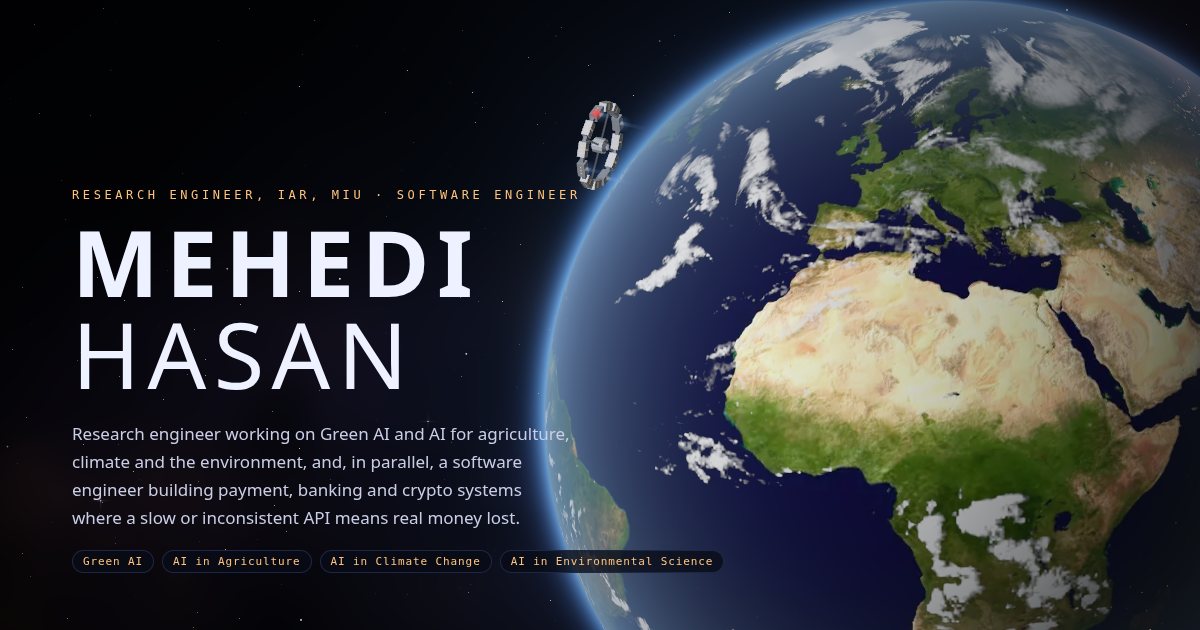 RESEARCH ENGINEER, IAR, MIU · SOFTWARE ENGINEER
MEHEDI
HASAN
Research engineer working on Green AI and AI for agriculture,
climate and the environment, and, in parallel, a software
engineer building payment, banking and crypto systems
where a slow or inconsistent API means real money lost.
Green AI
AI in Agriculture
AI in Climate Change
AI in Environmental Science